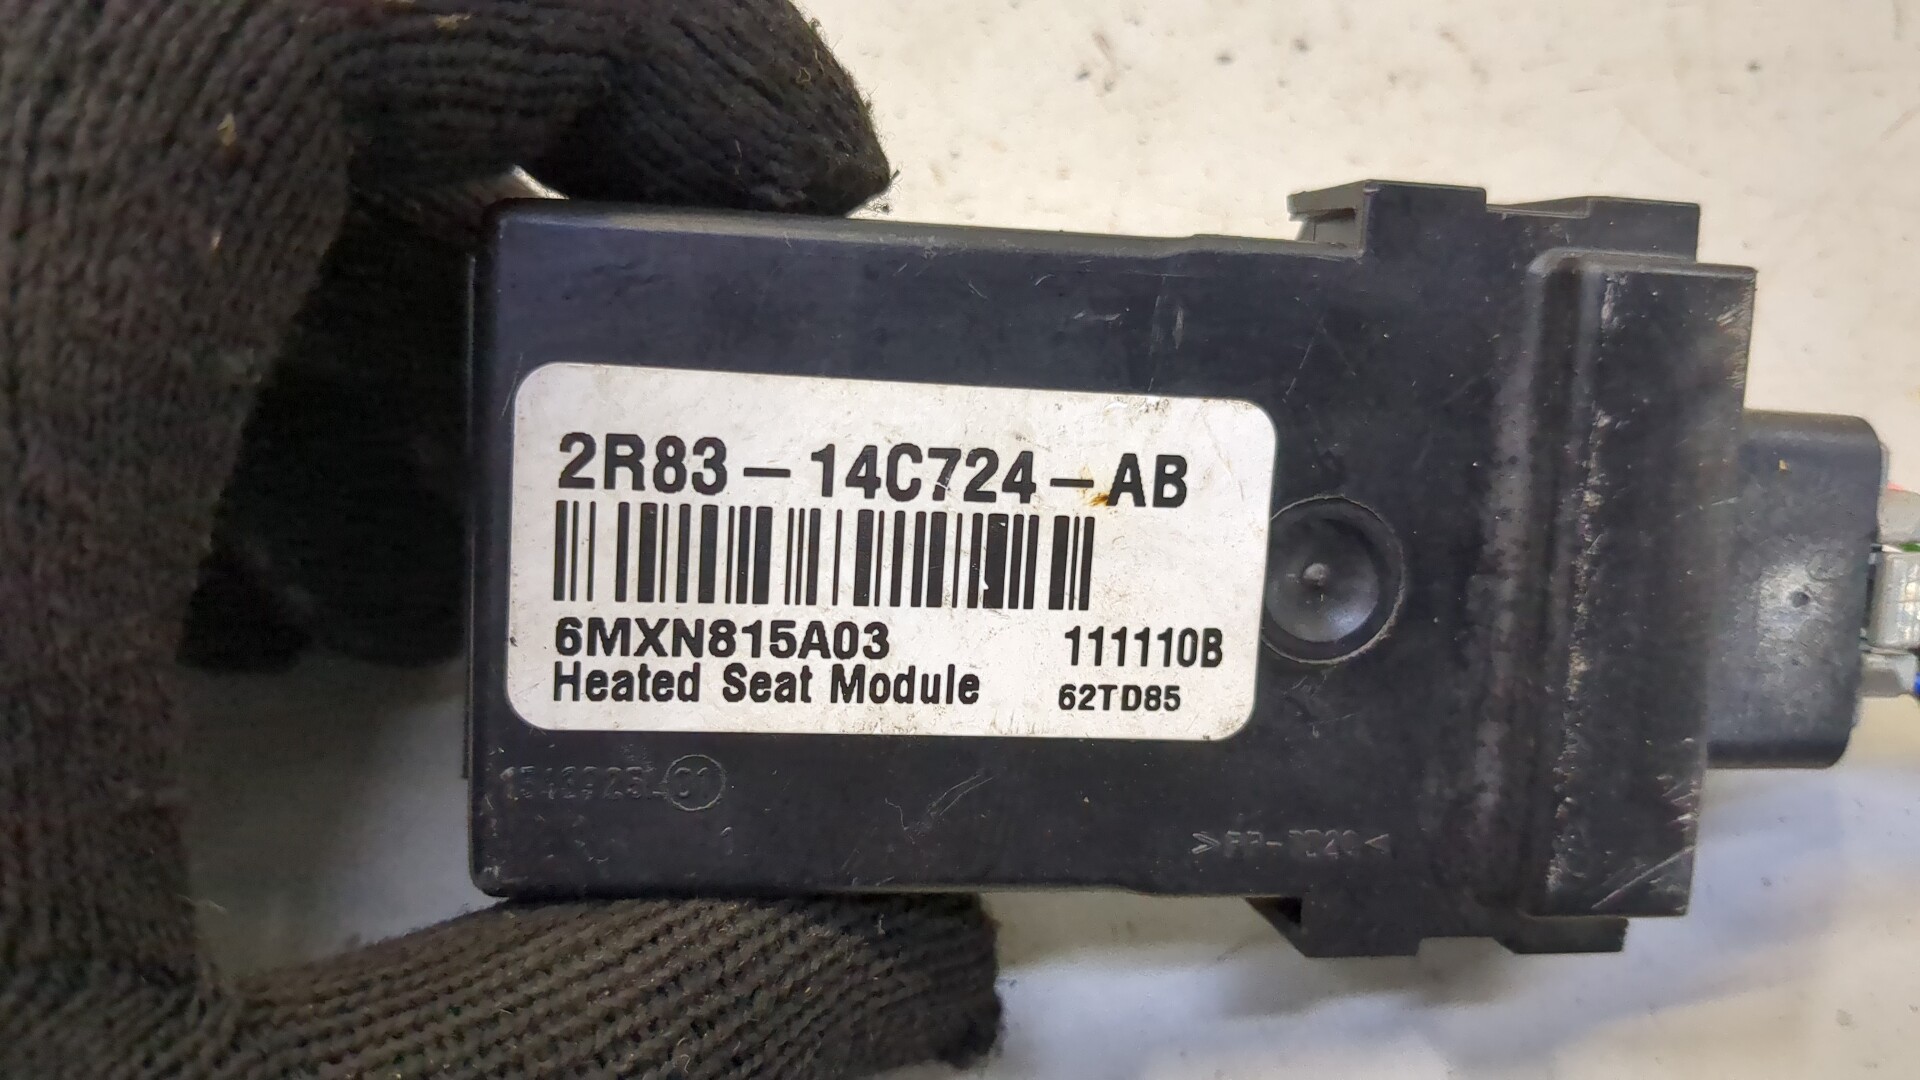 2R83-14C724-AB
6MXN815A03 111110B
Heated Seat Module 62TD85